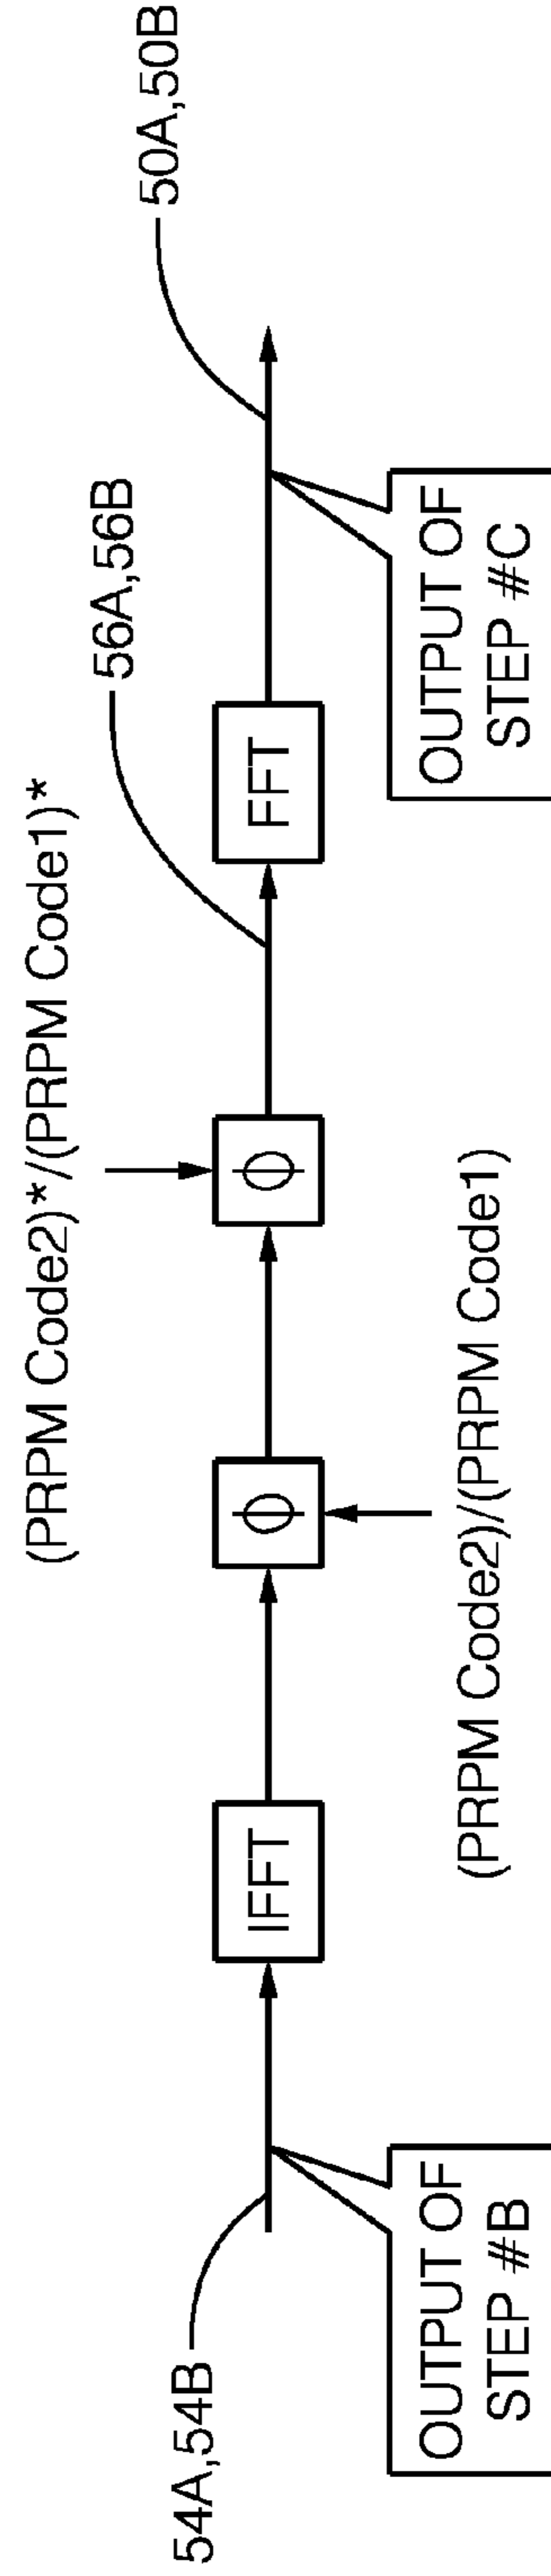 (PRPM Code2)*/(PRPM Code1)*
54A,54B
56A,56B
50A,50B
IFFT
ϕ
ϕ
FFT
(PRPM Code2)/(PRPM Code1)
OUTPUT OF
STEP #B
OUTPUT OF
STEP #C